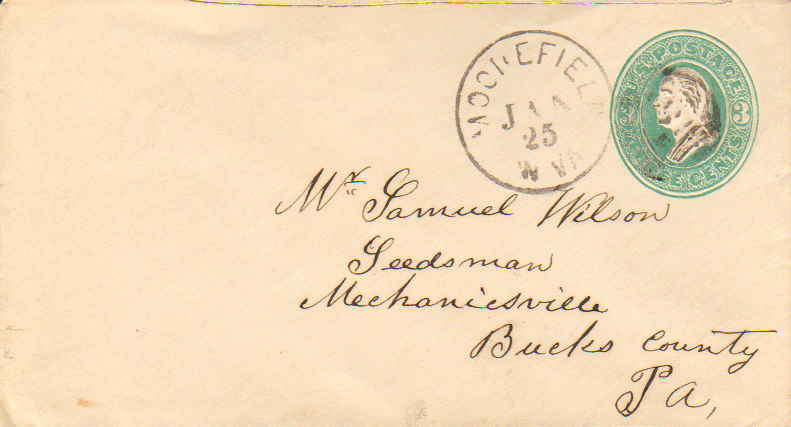 MOOREFIELD
JAN
25
W VA
U.S. POSTAGE
3
THREE CENTS
Mr. Samuel Wilson
Seedsman
Mechanicsville
Bucks County
Pa,